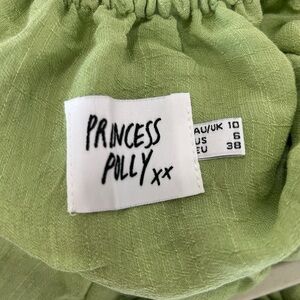 PRINCESS
POLLY xx
AU/UK 10
US 6
EU 38